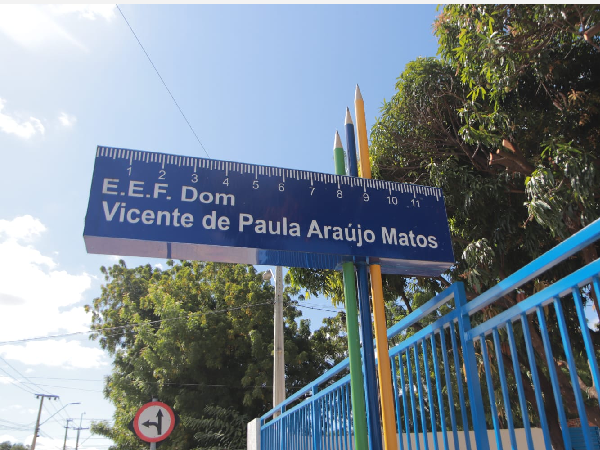 1 2 3 4 5 6 7 8 9 10 11
E.E.F. Dom
Vicente de Paula Araújo Matos